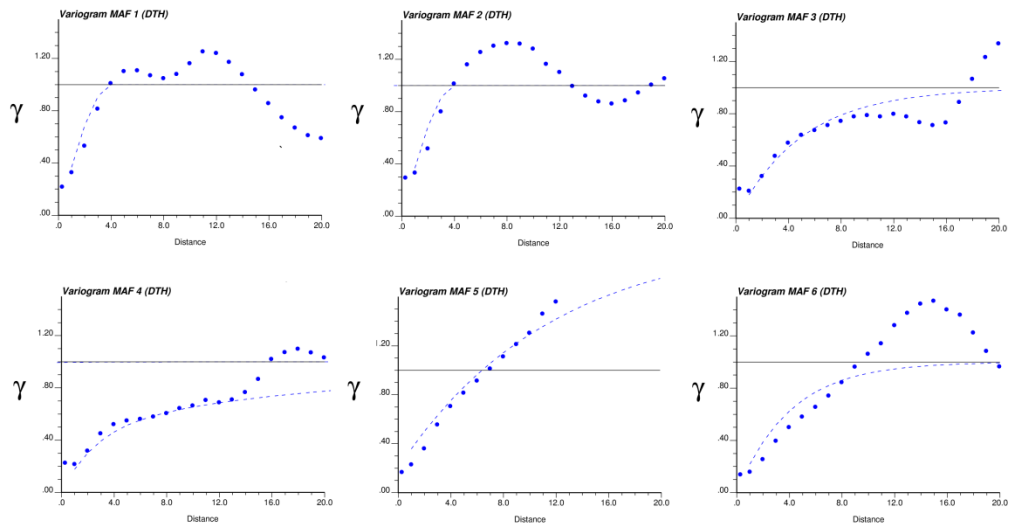 Variogram MAF 1 (DTH)
γ
1.20
.80
.40
.00
.0 4.0 8.0 12.0 16.0 20.0
Distance
Variogram MAF 2 (DTH)
γ
1.20
.80
.40
.00
.0 4.0 8.0 12.0 16.0 20.0
Distance
Variogram MAF 3 (DTH)
γ
1.20
.80
.40
.00
.0 4.0 8.0 12.0 16.0 20.0
Distance
Variogram MAF 4 (DTH)
γ
1.20
.80
.40
.00
.0 4.0 8.0 12.0 16.0 20.0
Distance
Variogram MAF 5 (DTH)
γ
1.20
.80
.40
.00
.0 4.0 8.0 12.0 16.0 20.0
Distance
Variogram MAF 6 (DTH)
γ
1.20
.80
.40
.00
.0 4.0 8.0 12.0 16.0 20.0
Distance